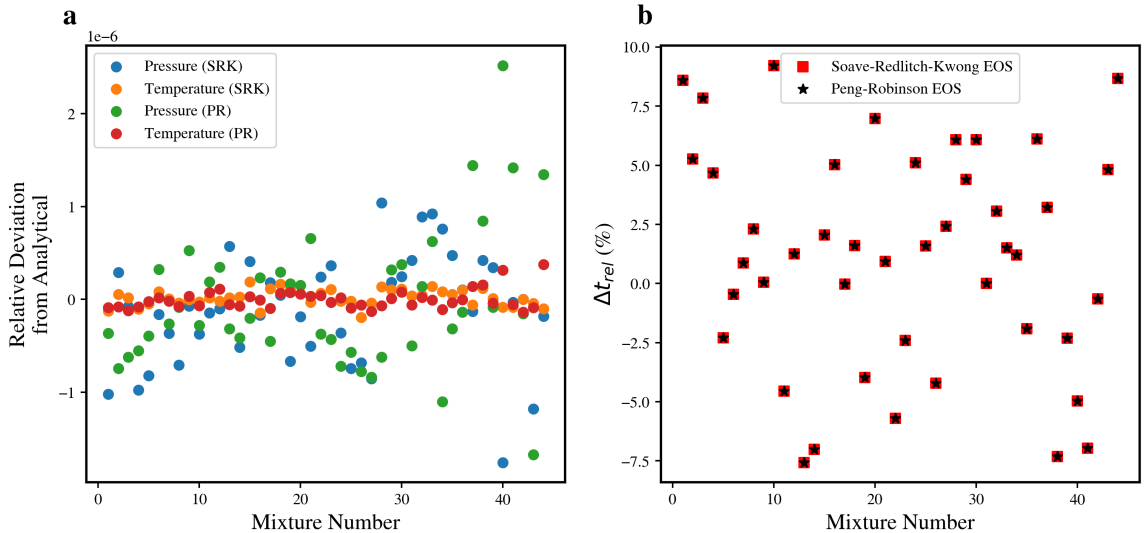 a
1e−6
Pressure (SRK)
Temperature (SRK)
Pressure (PR)
Temperature (PR)
2
1
0
−1
Relative Deviation
from Analytical
0
10
20
30
40
Mixture Number
b
Soave-Redlitch-Kwong EOS
Peng-Robinson EOS
10.0
7.5
5.0
2.5
0.0
−2.5
−5.0
−7.5
Δt_rel (%)
0
10
20
30
40
Mixture Number